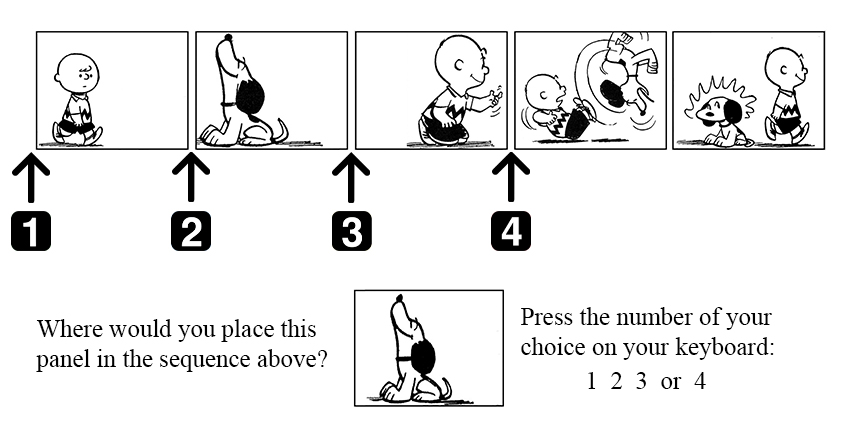 1
2
3
4
Where would you place this
panel in the sequence above?
Press the number of your
choice on your keyboard:
1 2 3 or 4